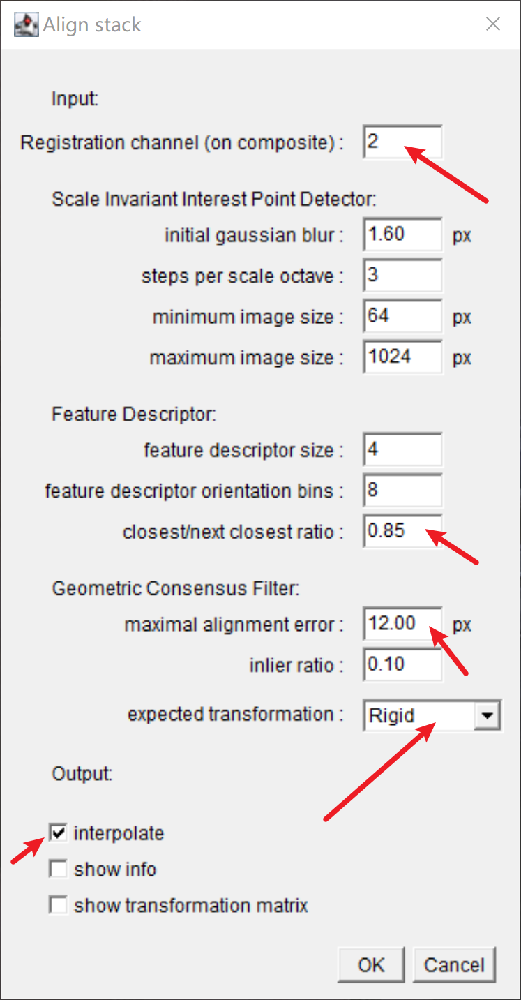 Align stack
Input:
Registration channel (on composite) : 2
Scale Invariant Interest Point Detector:
initial gaussian blur : 1.60 px
steps per scale octave : 3
minimum image size : 64 px
maximum image size : 1024 px
Feature Descriptor:
feature descriptor size : 4
feature descriptor orientation bins : 8
closest/next closest ratio : 0.85
Geometric Consensus Filter:
maximal alignment error : 12.00 px
inlier ratio : 0.10
expected transformation : Rigid
Output:
interpolate
show info
show transformation matrix
OK Cancel